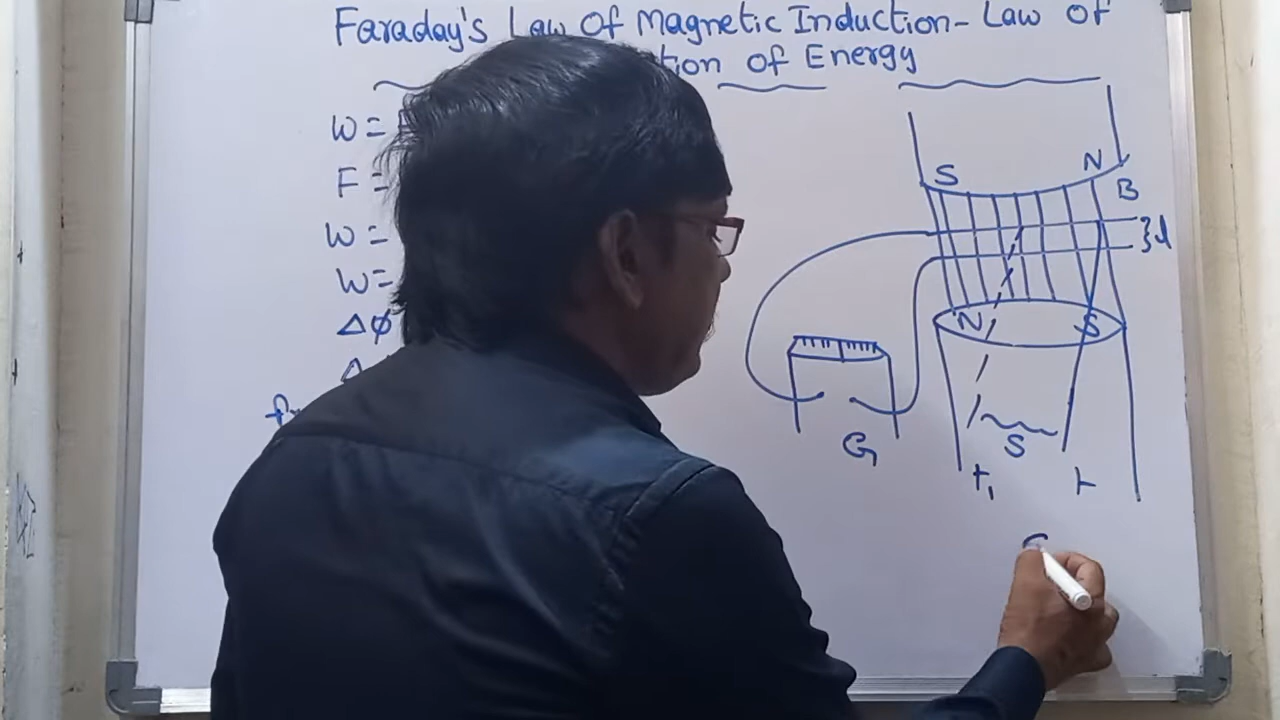 Faraday's Law Of Magnetic Induction - Law Of
tion of Energy
W =
F =
W =
W =
Δφ
S N
B
} l
N S
S
G
t₁ t